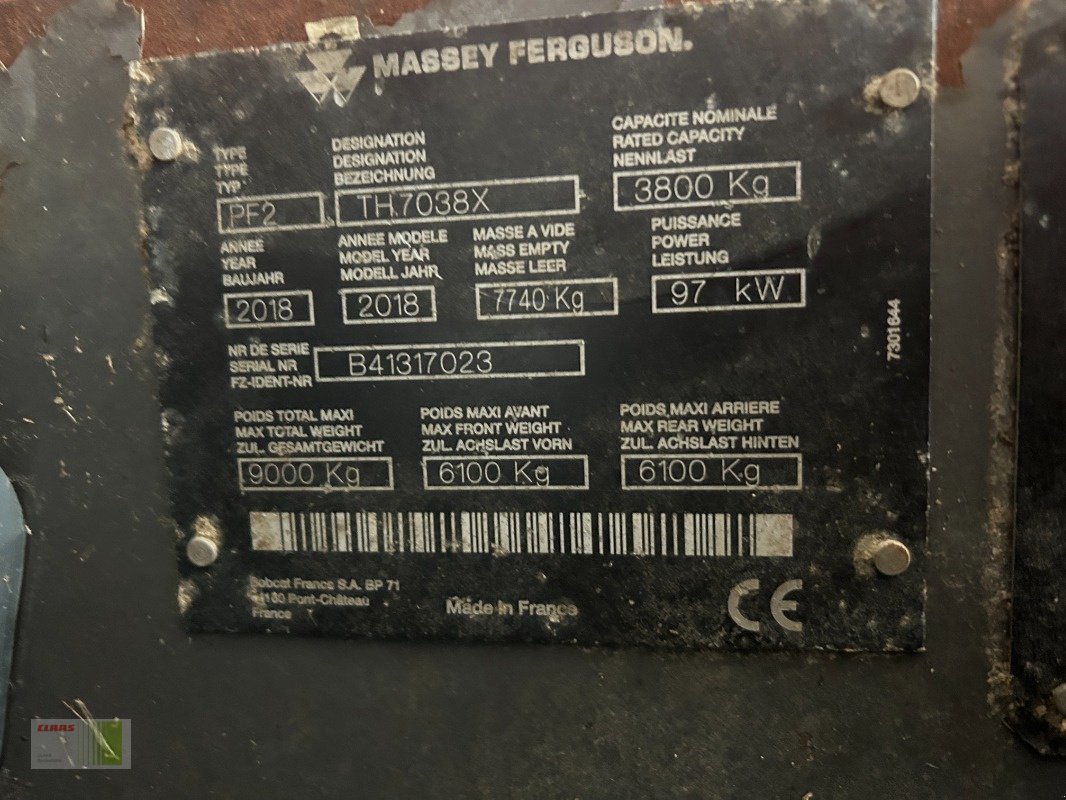 MASSEY FERGUSON.
TYPE
TYPE
TYP
PF2
DESIGNATION
DESIGNATION
BEZEICHNUNG
TH.7038X
CAPACITE NOMINALE
RATED CAPACITY
NENNLAST
3800 Kg
ANNEE
YEAR
BAUJAHR
2018
ANNEE MODELE
MODEL YEAR
MODELL JAHR
2018
MASSE A VIDE
MASS EMPTY
MASSE LEER
7740 Kg
PUISSANCE
POWER
LEISTUNG
97 kW
NR DE SERIE
SERIAL NR
FZ-IDENT-NR
B41317023
7301644
POIDS TOTAL MAXI
MAX TOTAL WEIGHT
ZUL. GESAMTGEWICHT
9000 Kg
POIDS MAXI AVANT
MAX FRONT WEIGHT
ZUL. ACHSLAST VORN
6100 Kg
POIDS MAXI ARRIERE
MAX REAR WEIGHT
ZUL. ACHSLAST HINTEN
6100 Kg
Bobcat France S.A. BP 71
Pont-Château
France
Made in France
CE
CLAAS